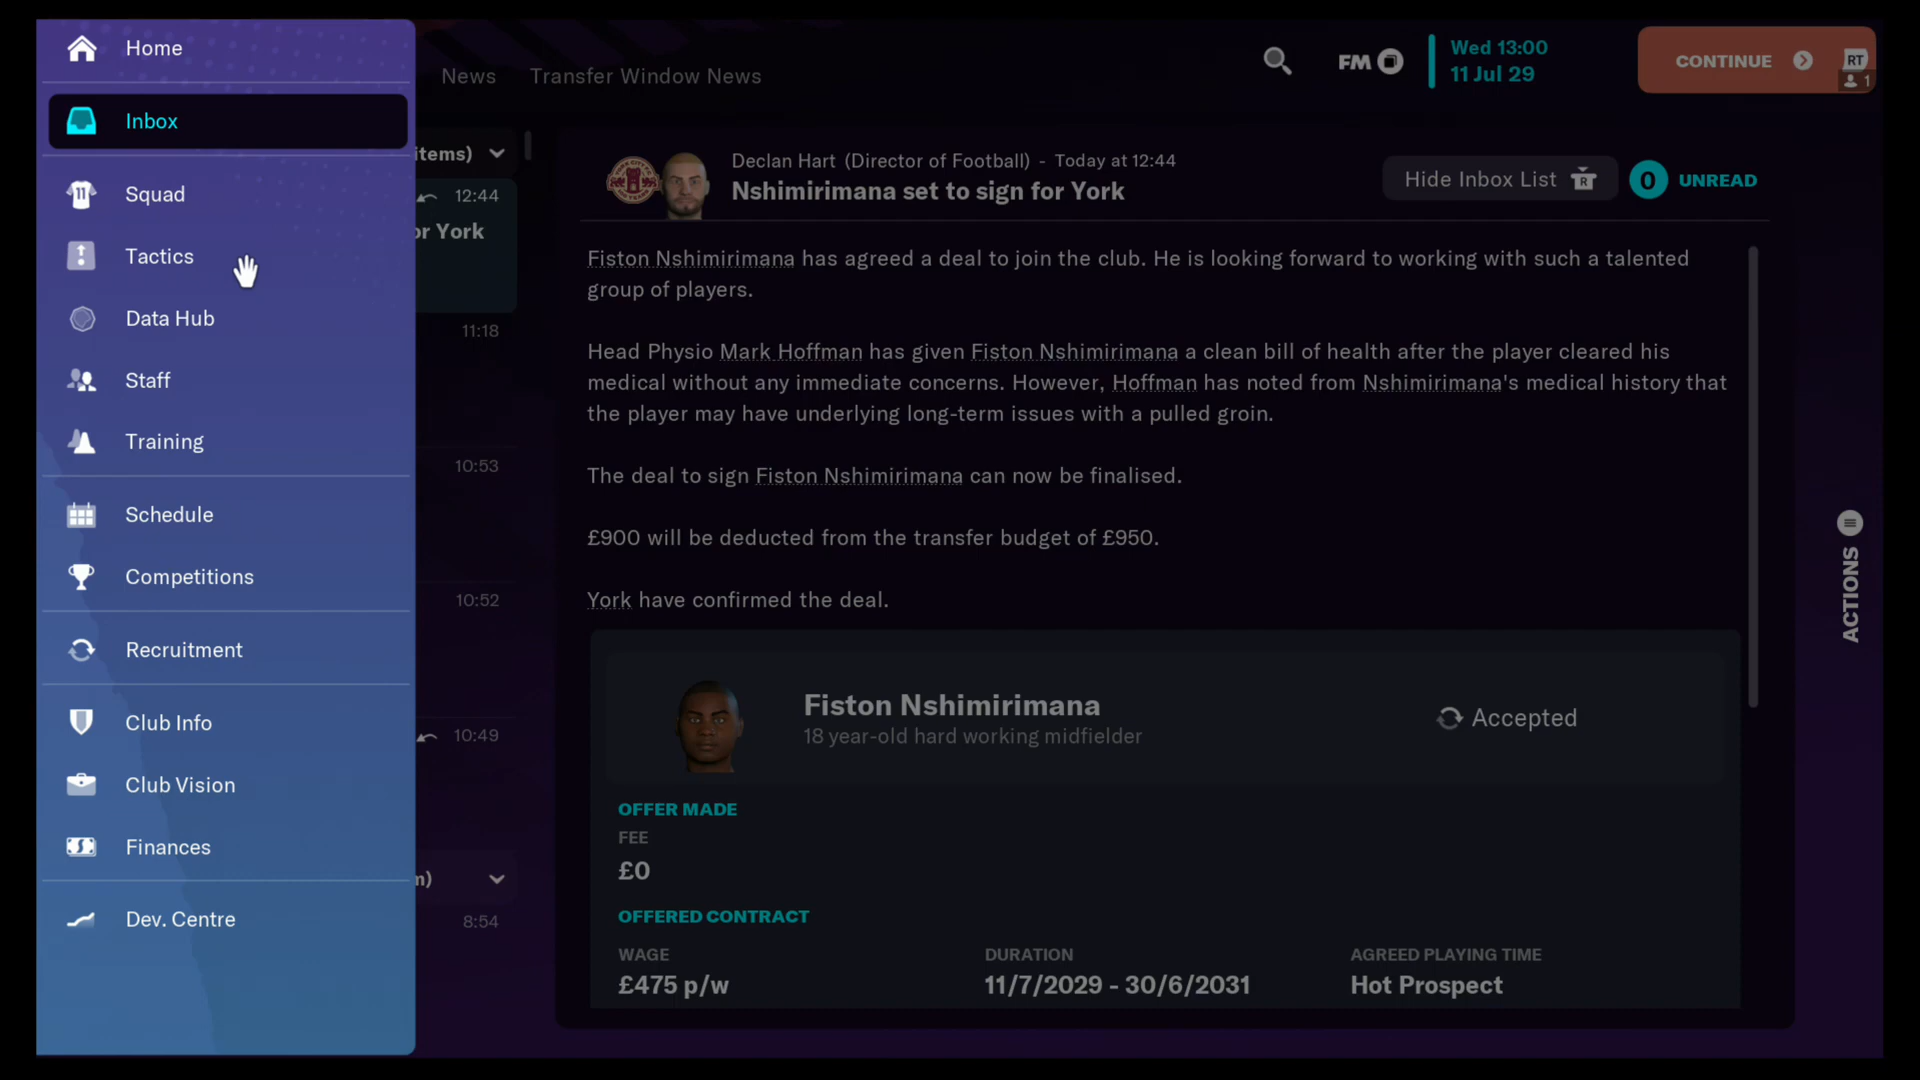 Home
Inbox
Squad
Tactics
Data Hub
Staff
Training
Schedule
Competitions
Recruitment
Club Info
Club Vision
Finances
Dev. Centre
News
Transfer Window News
FM
Wed 13:00
11 Jul 29
CONTINUE
RT
1
items)
12:44
or York
11:18
10:53
10:52
10:49
m)
8:54
Declan Hart (Director of Football) - Today at 12:44
Nshimirimana set to sign for York
Hide Inbox List
R
0 UNREAD
Fiston Nshimirimana has agreed a deal to join the club. He is looking forward to working with such a talented
group of players.
Head Physio Mark Hoffman has given Fiston Nshimirimana a clean bill of health after the player cleared his
medical without any immediate concerns. However, Hoffman has noted from Nshimirimana's medical history that
the player may have underlying long-term issues with a pulled groin.
The deal to sign Fiston Nshimirimana can now be finalised.
£900 will be deducted from the transfer budget of £950.
York have confirmed the deal.
Fiston Nshimirimana
18 year-old hard working midfielder
Accepted
OFFER MADE
FEE
£0
OFFERED CONTRACT
WAGE
£475 p/w
DURATION
11/7/2029 - 30/6/2031
AGREED PLAYING TIME
Hot Prospect
ACTIONS